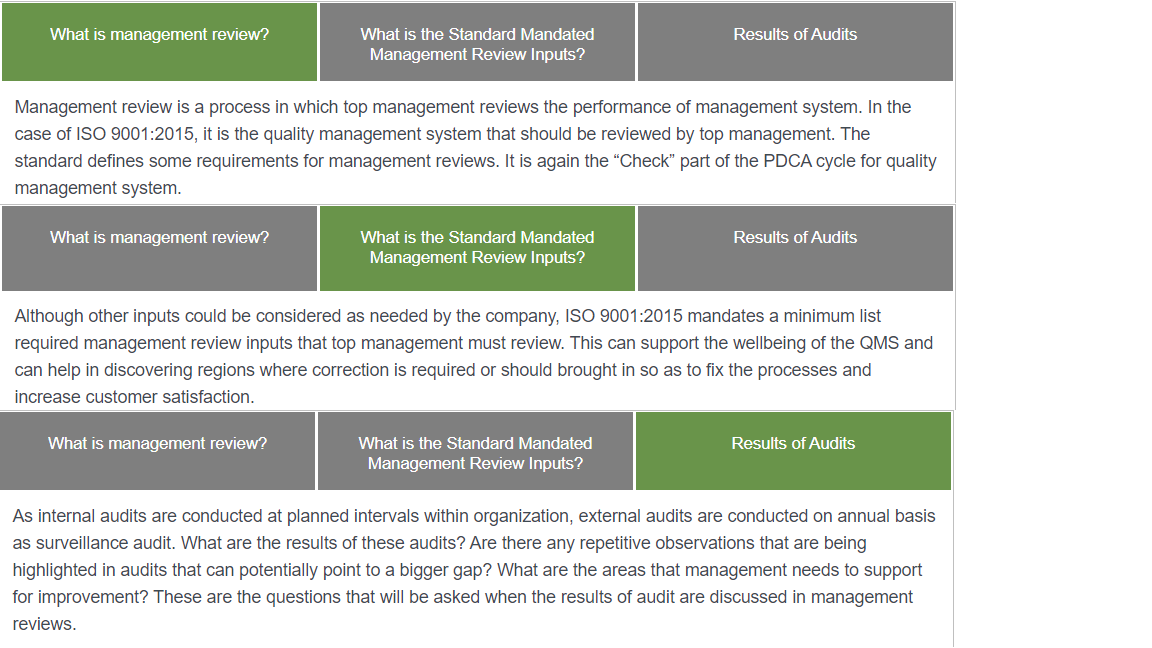 What is management review?
What is the Standard Mandated
Management Review Inputs?
Results of Audits
Management review is a process in which top management reviews the performance of management system. In the
case of ISO 9001:2015, it is the quality management system that should be reviewed by top management. The
standard defines some requirements for management reviews. It is again the “Check” part of the PDCA cycle for quality
management system.
What is management review?
What is the Standard Mandated
Management Review Inputs?
Results of Audits
Although other inputs could be considered as needed by the company, ISO 9001:2015 mandates a minimum list
required management review inputs that top management must review. This can support the wellbeing of the QMS and
can help in discovering regions where correction is required or should brought in so as to fix the processes and
increase customer satisfaction.
What is management review?
What is the Standard Mandated
Management Review Inputs?
Results of Audits
As internal audits are conducted at planned intervals within organization, external audits are conducted on annual basis
as surveillance audit. What are the results of these audits? Are there any repetitive observations that are being
highlighted in audits that can potentially point to a bigger gap? What are the areas that management needs to support
for improvement? These are the questions that will be asked when the results of audit are discussed in management
reviews.